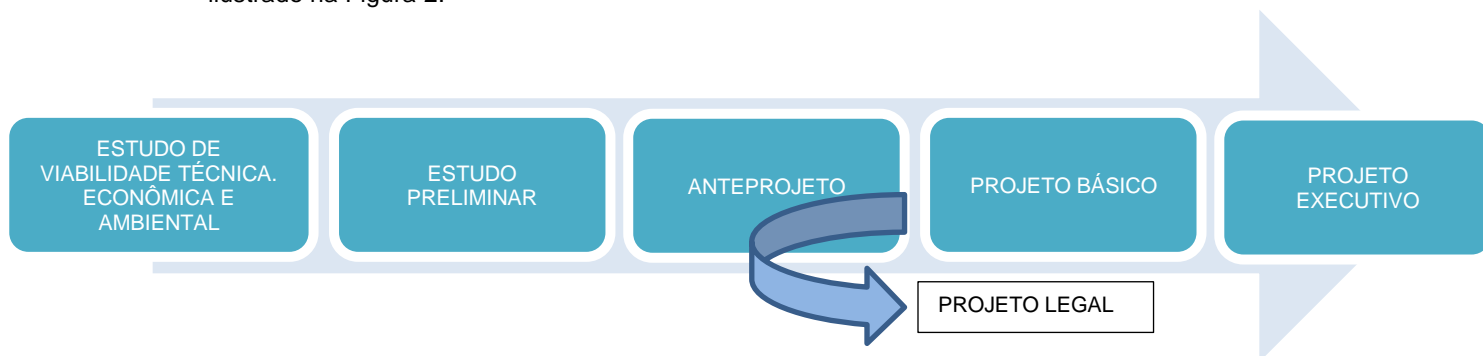 ilustrado na Figura 2.
ESTUDO DE
VIABILIDADE TÉCNICA.
ECONÔMICA E
AMBIENTAL
ESTUDO
PRELIMINAR
ANTEPROJETO
PROJETO BÁSICO
PROJETO
EXECUTIVO
PROJETO LEGAL